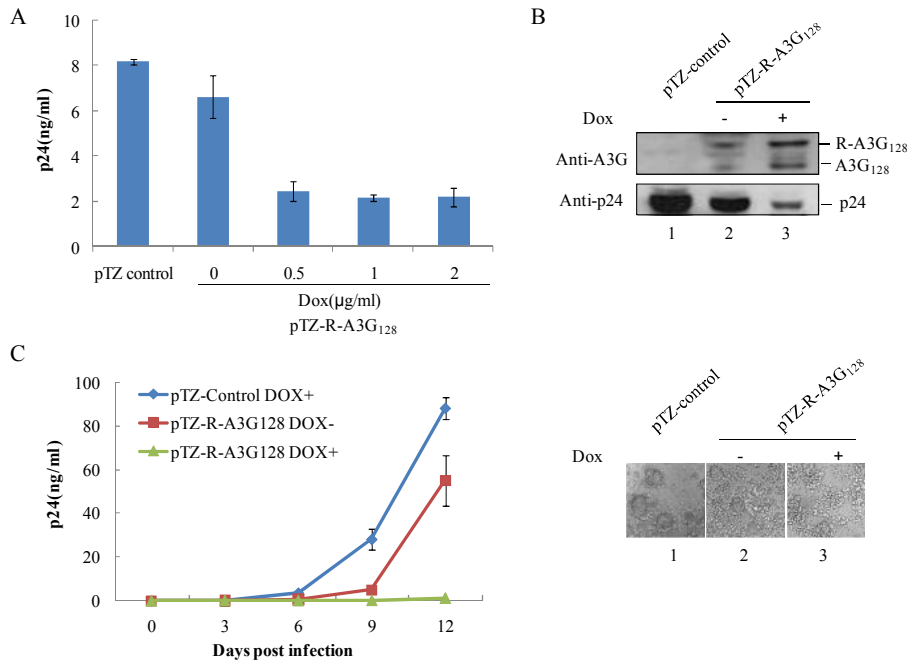 A
p24(ng/ml)
10
8
6
4
2
0
pTZ control
0
0.5
1
2
Dox(μg/ml)
pTZ-R-A3G128
B
pTZ-control
pTZ-R-A3G128
Dox
-
+
Anti-A3G
R-A3G128
A3G128
Anti-p24
p24
1
2
3
C
p24(ng/ml)
100
80
60
40
20
0
pTZ-Control DOX+
pTZ-R-A3G128 DOX-
pTZ-R-A3G128 DOX+
0
3
6
9
12
Days post infection
pTZ-control
pTZ-R-A3G128
Dox
-
+
1
2
3